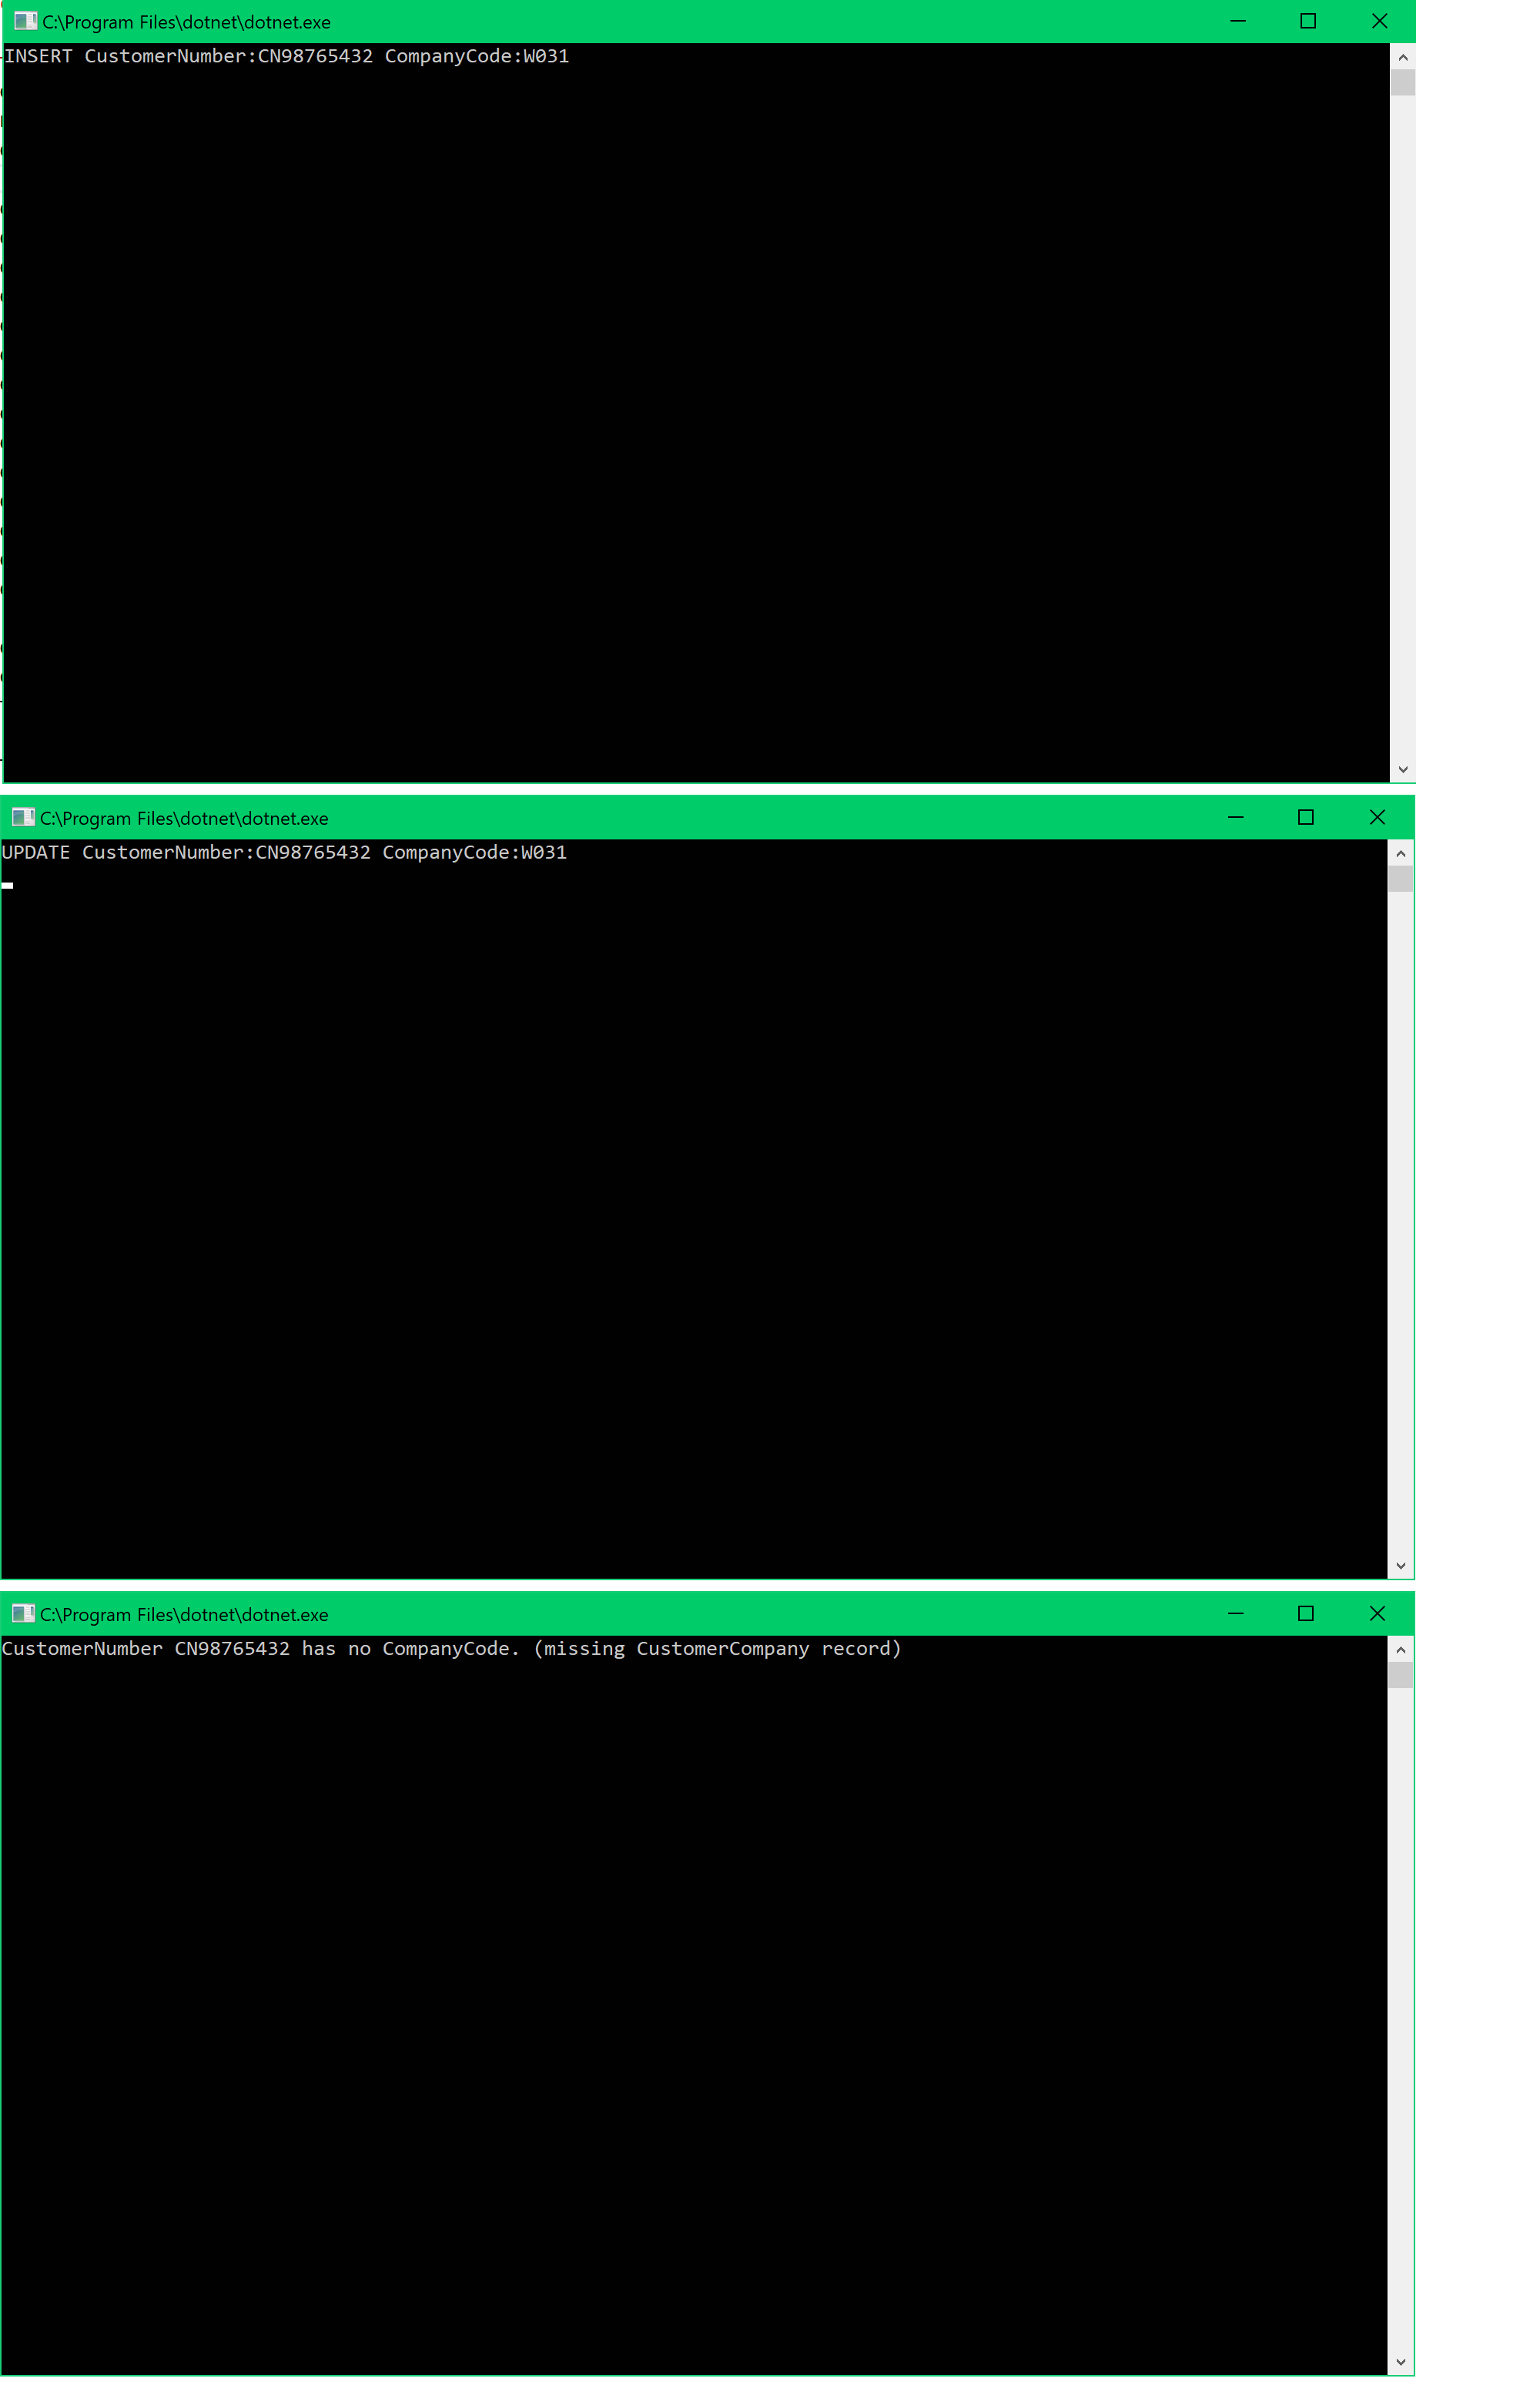 C:\Program Files\dotnet\dotnet.exe
INSERT CustomerNumber:CN98765432 CompanyCode:W031
C:\Program Files\dotnet\dotnet.exe
UPDATE CustomerNumber:CN98765432 CompanyCode:W031
C:\Program Files\dotnet\dotnet.exe
CustomerNumber CN98765432 has no CompanyCode. (missing CustomerCompany record)